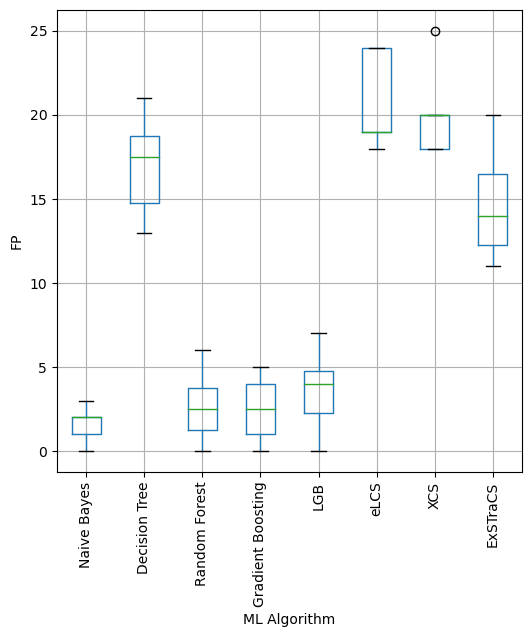 25
20
15
10
5
0
FP
Naive Bayes
Decision Tree
Random Forest
Gradient Boosting
LGB
eLCS
XCS
ExSTraCS
ML Algorithm